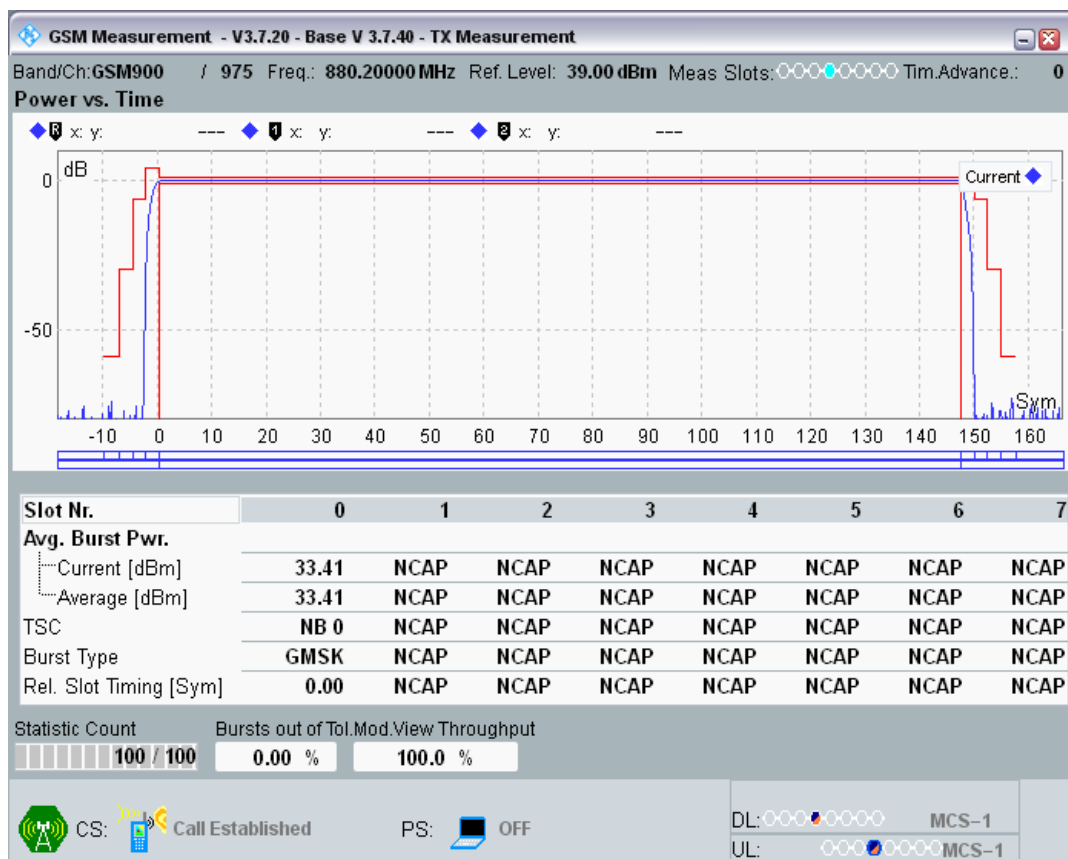 GSM Measurement - V3.7.20 - Base V 3.7.40 - TX Measurement
Band/Ch:GSM900 / 975 Freq.: 880.20000 MHz Ref. Level: 39.00 dBm Meas Slots: Tim.Advance.: 0
Power vs. Time
R x: y: --- 1 x: y: --- 2 x: y: ---
dB
Current
0
-50
Sym
-10 0 10 20 30 40 50 60 70 80 90 100 110 120 130 140 150 160
Slot Nr. 0 1 2 3 4 5 6 7
Avg. Burst Pwr.
Current [dBm] 33.41 NCAP NCAP NCAP NCAP NCAP NCAP NCAP
Average [dBm] 33.41 NCAP NCAP NCAP NCAP NCAP NCAP NCAP
TSC NB 0 NCAP NCAP NCAP NCAP NCAP NCAP NCAP
Burst Type GMSK NCAP NCAP NCAP NCAP NCAP NCAP NCAP
Rel. Slot Timing [Sym] 0.00 NCAP NCAP NCAP NCAP NCAP NCAP NCAP
Statistic Count Bursts out of Tol.Mod.View Throughput
100 / 100 0.00 % 100.0 %
CS: Call Established PS: OFF
DL: MCS-1
UL: MCS-1